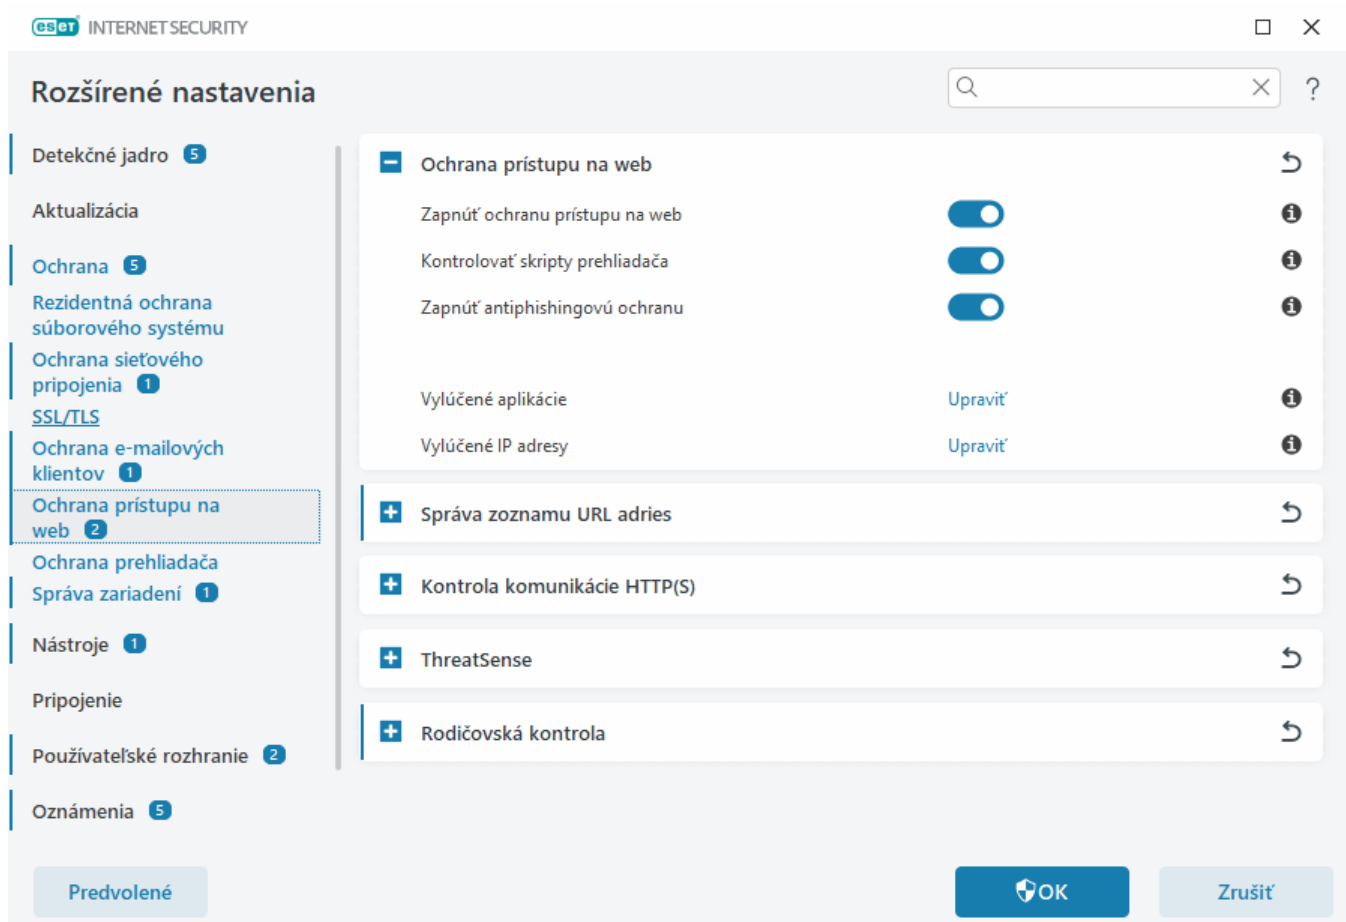 eset INTERNET SECURITY
Rozšírené nastavenia
?
Detekčné jadro 5
Aktualizácia
Ochrana 5
Rezidentná ochrana
súborového systému
Ochrana sieťového
pripojenia 1
SSL/TLS
Ochrana e-mailových
klientov 1
Ochrana prístupu na
web 2
Ochrana prehliadača
Správa zariadení 1
Nástroje 1
Pripojenie
Používateľské rozhranie 2
Oznámenia 5
Ochrana prístupu na web
Zapnúť ochranu prístupu na web
Kontrolovať skripty prehliadača
Zapnúť antiphishingovú ochranu
Vylúčené aplikácie Upraviť
Vylúčené IP adresy Upraviť
Správa zoznamu URL adries
Kontrola komunikácie HTTP(S)
ThreatSense
Rodičovská kontrola
Predvolené
OK
Zrušiť